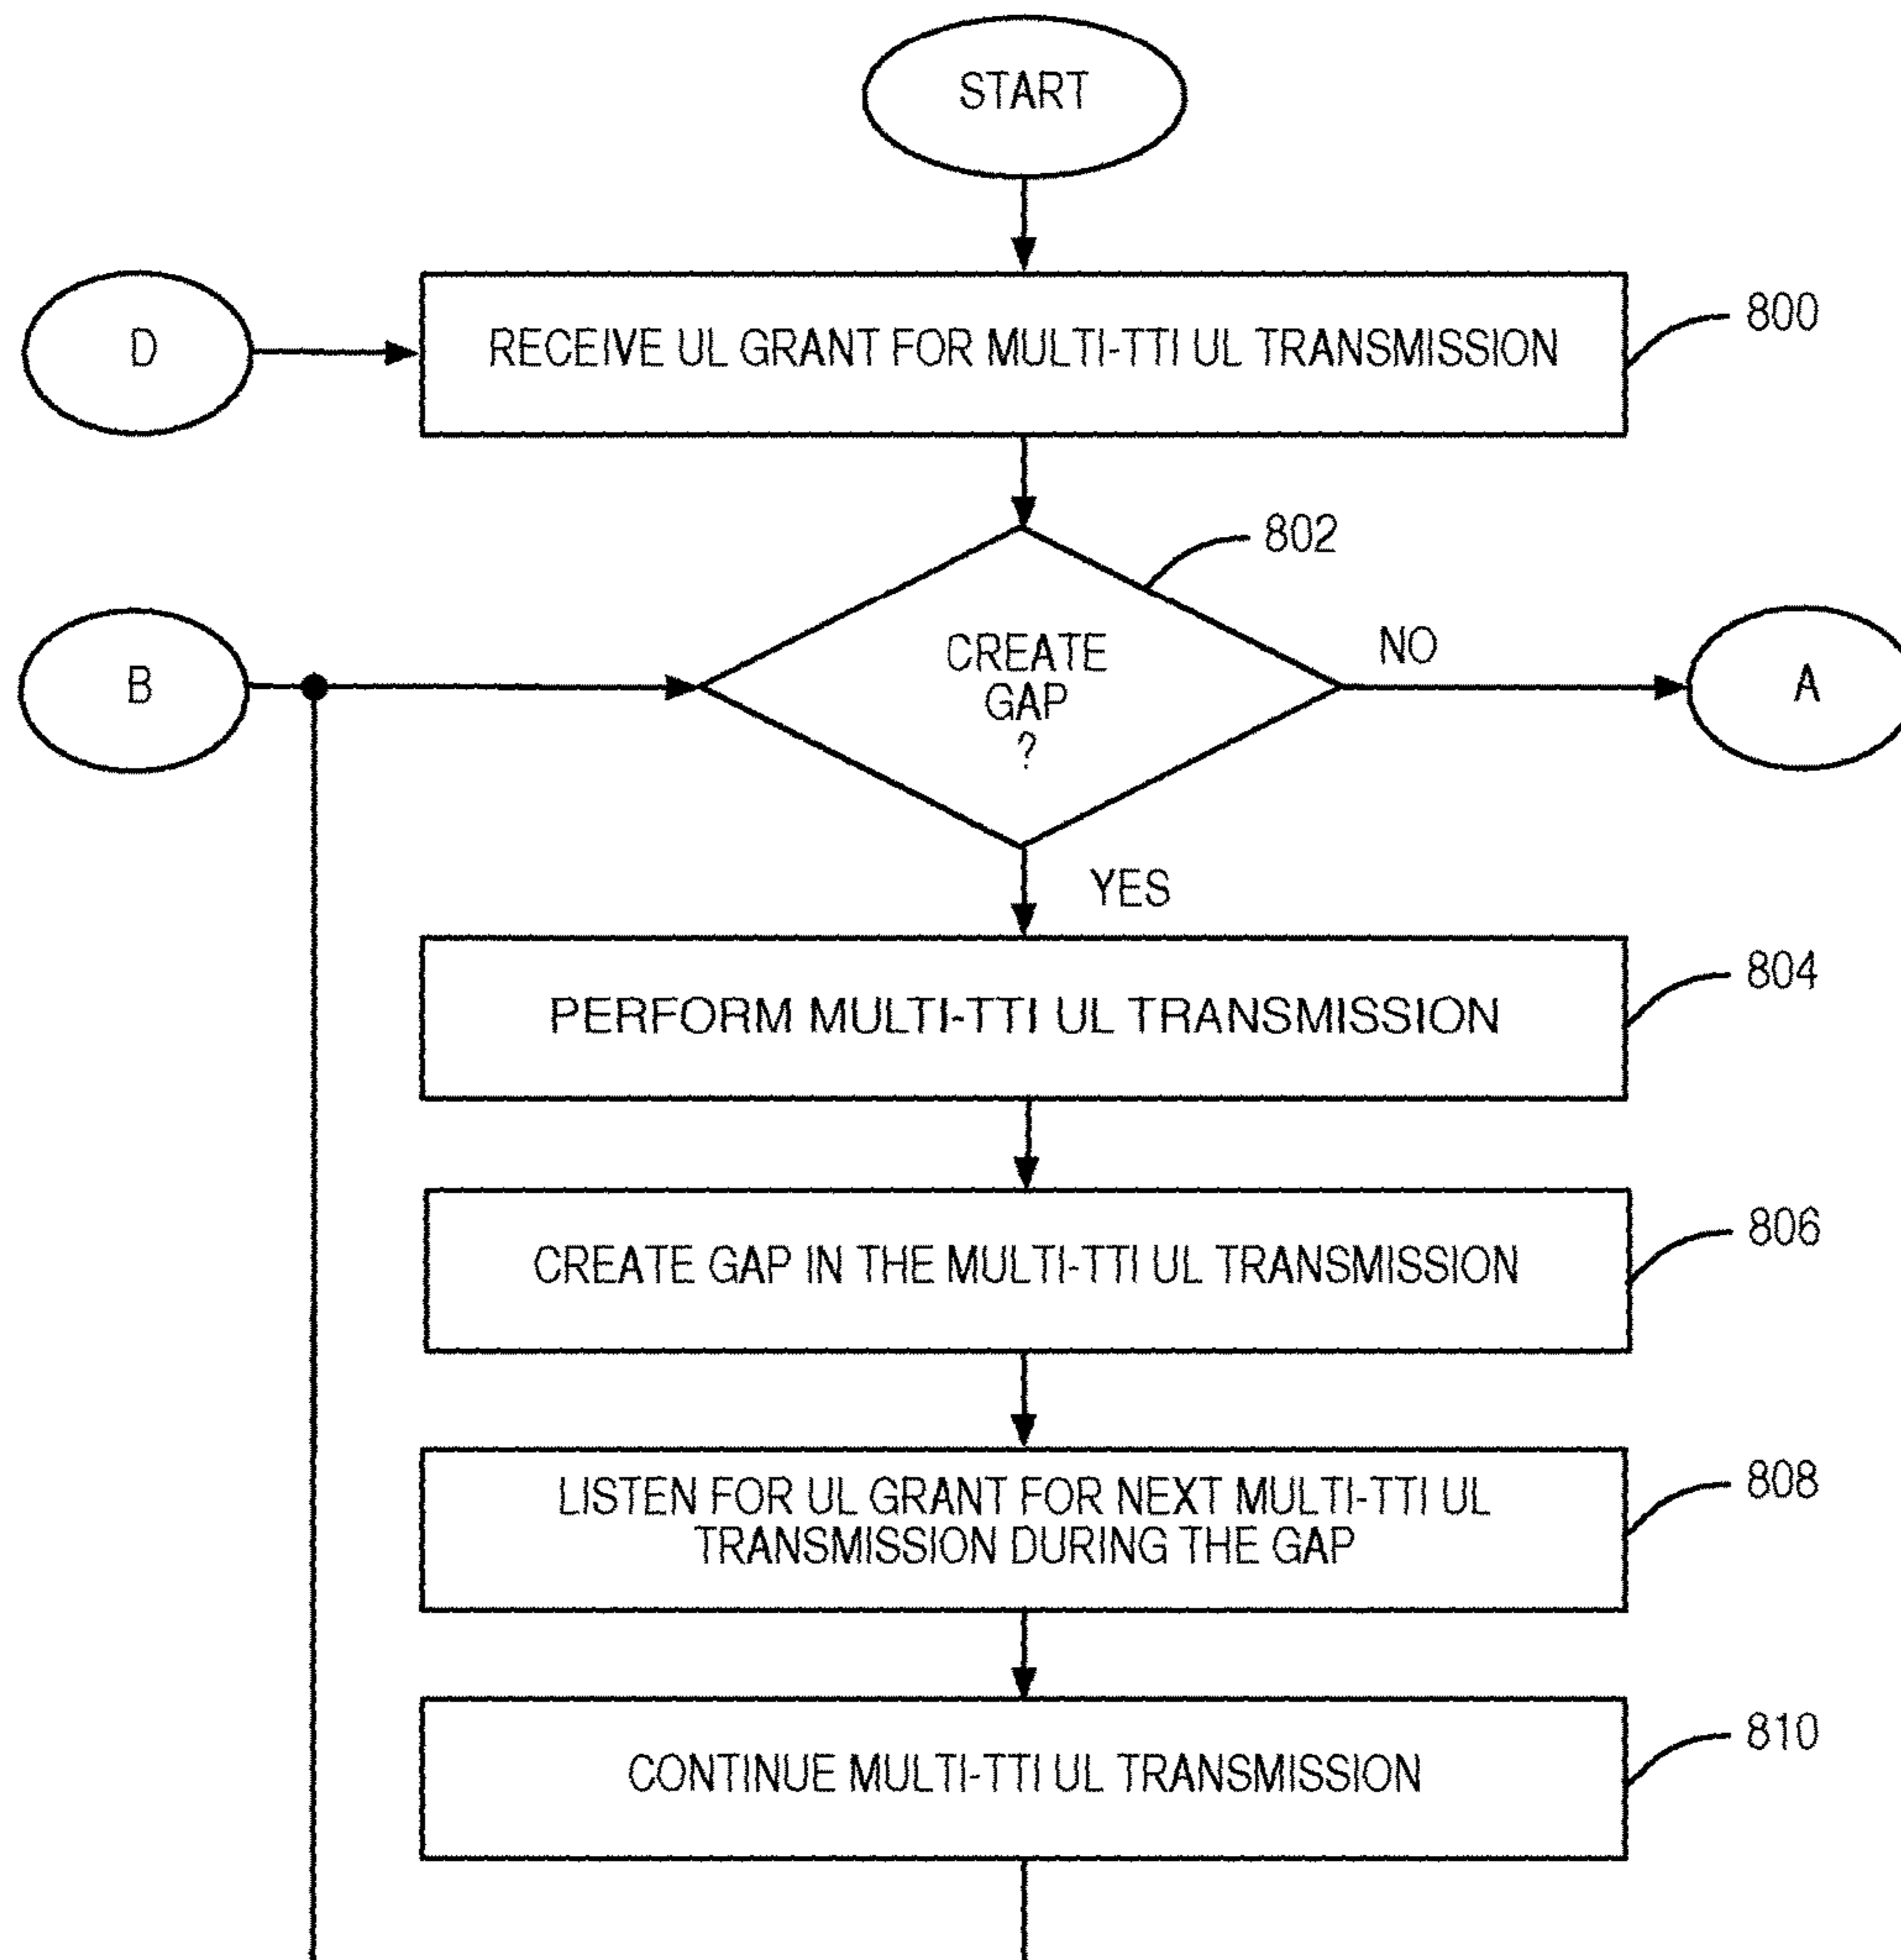 START
D
RECEIVE UL GRANT FOR MULTI-TTI UL TRANSMISSION
800
802
B
CREATE
GAP
?
NO
A
YES
PERFORM MULTI-TTI UL TRANSMISSION
804
CREATE GAP IN THE MULTI-TTI UL TRANSMISSION
806
LISTEN FOR UL GRANT FOR NEXT MULTI-TTI UL
TRANSMISSION DURING THE GAP
808
CONTINUE MULTI-TTI UL TRANSMISSION
810